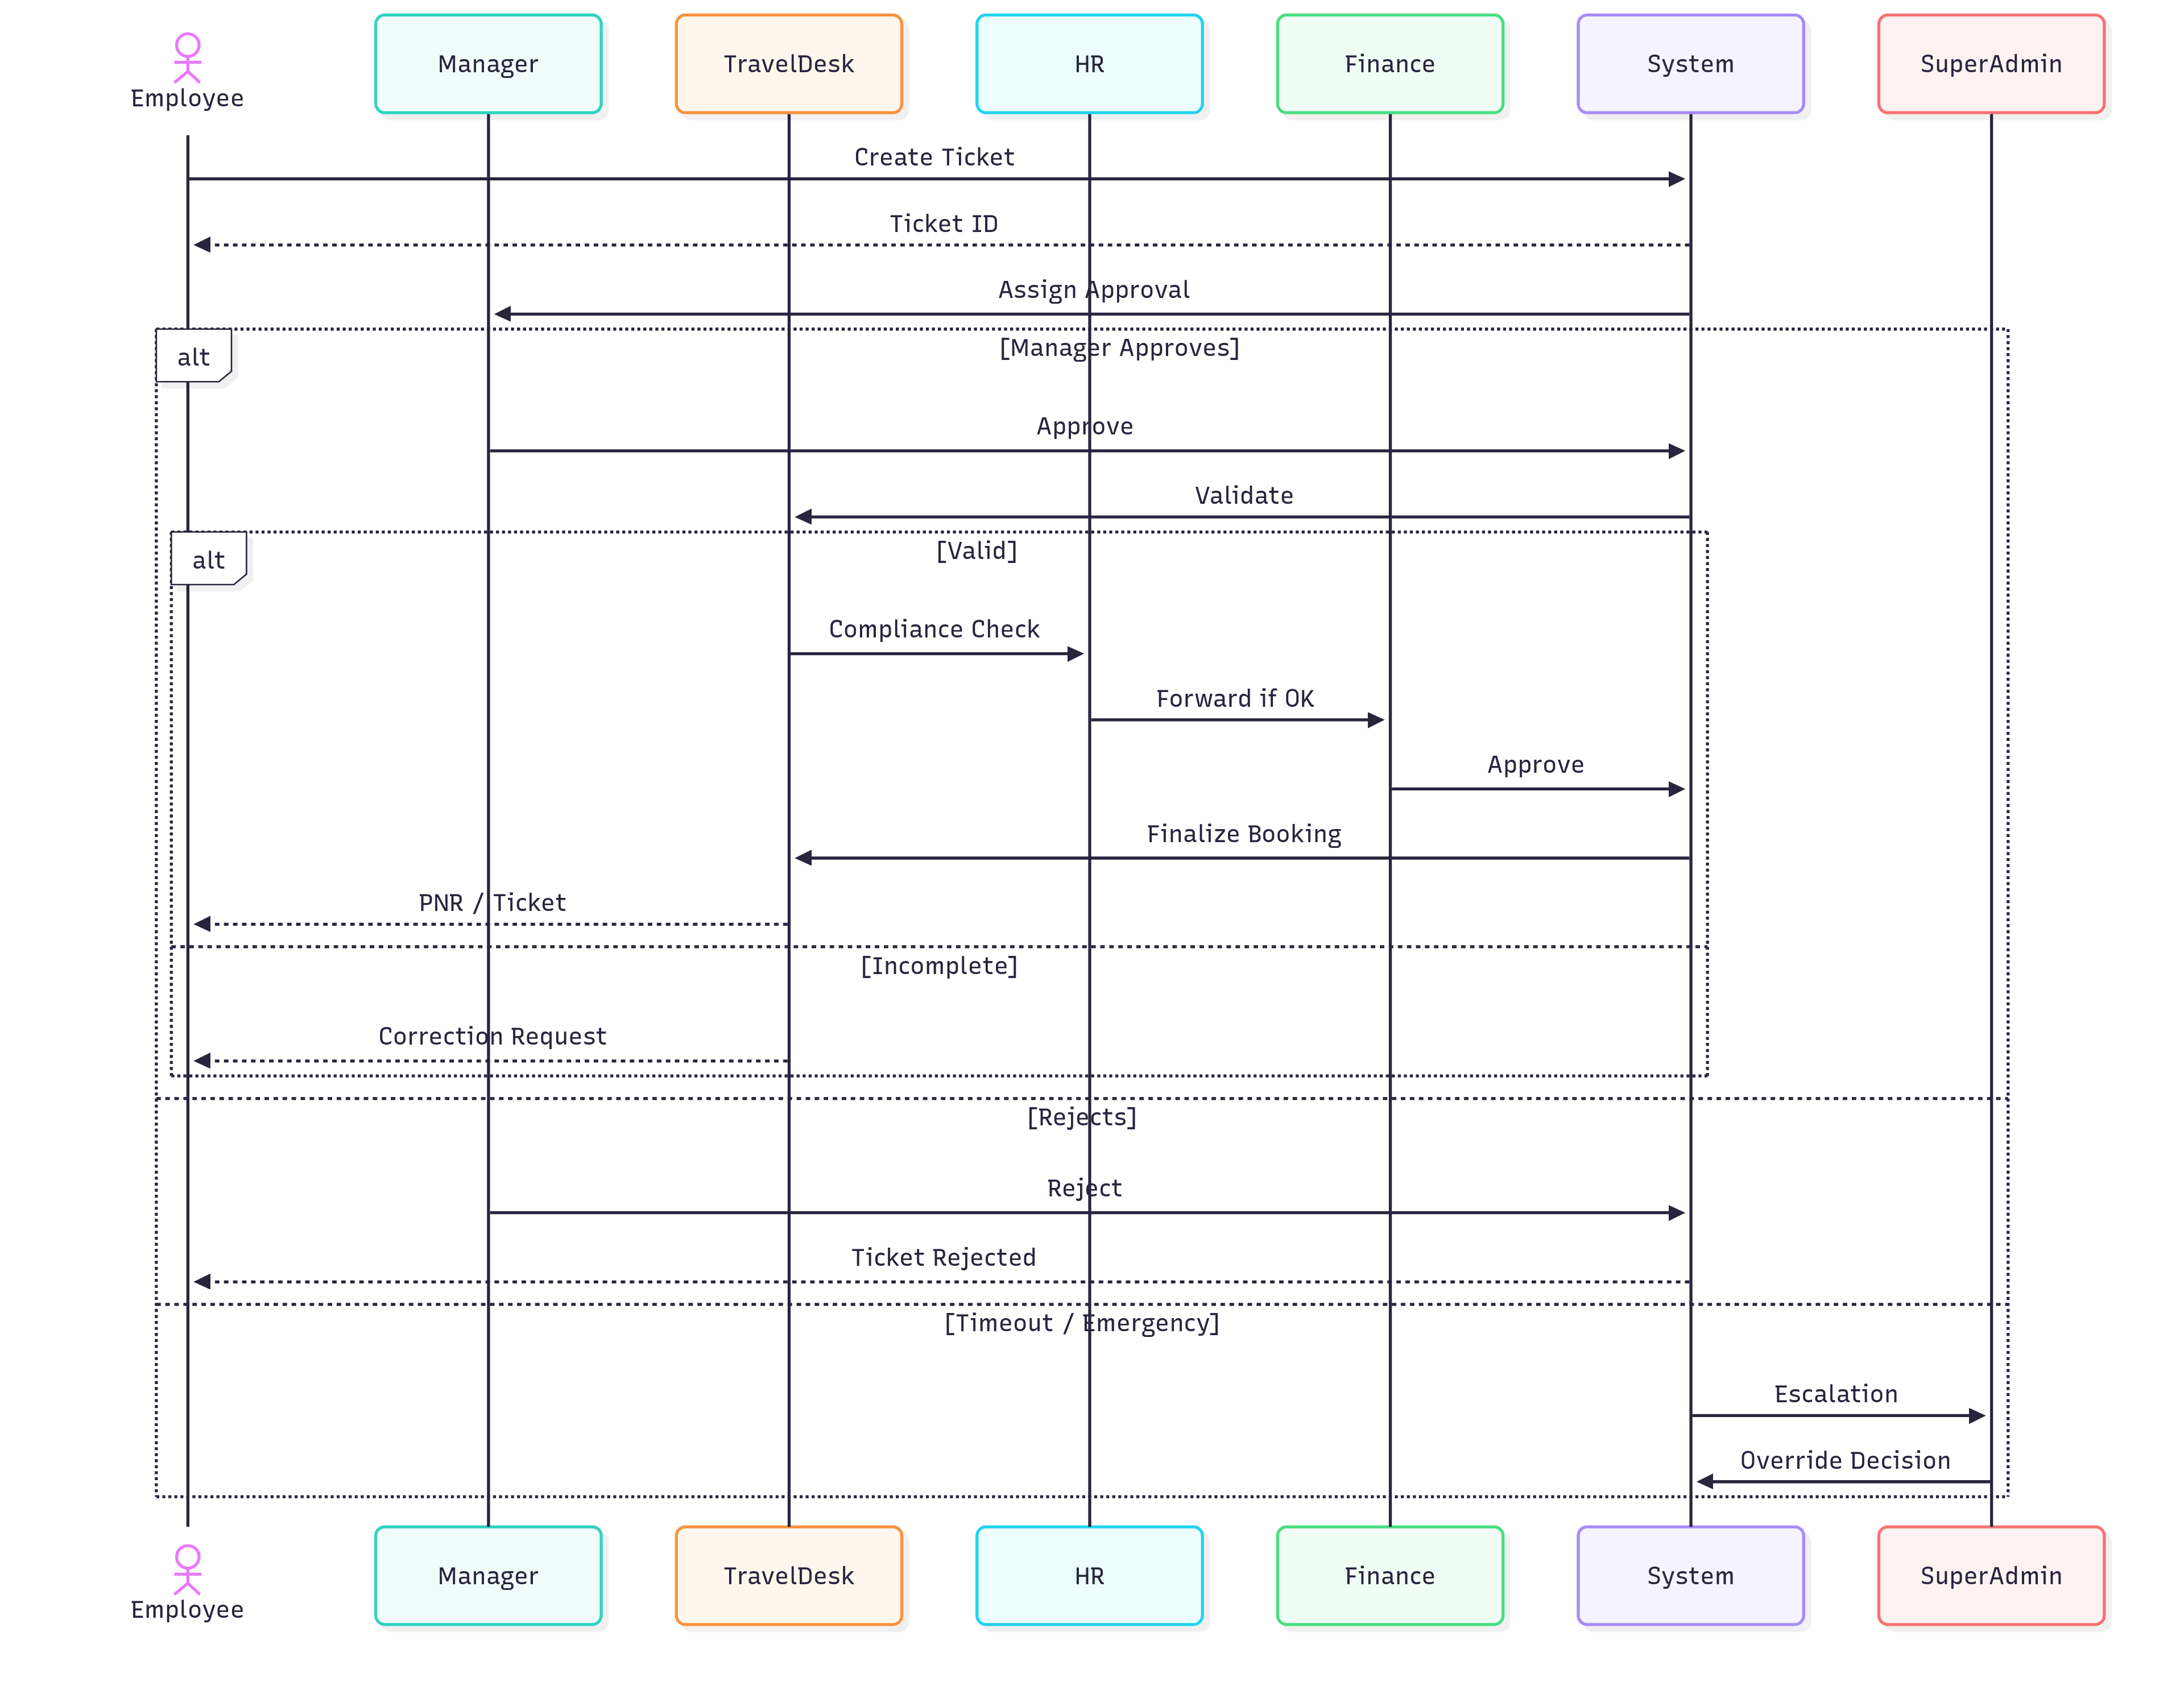 Employee
Manager
TravelDesk
HR
Finance
System
SuperAdmin
Create Ticket
Ticket ID
Assign Approval
alt
[Manager Approves]
Approve
Validate
alt
[Valid]
Compliance Check
Forward if OK
Approve
Finalize Booking
PNR / Ticket
[Incomplete]
Correction Request
[Rejects]
Reject
Ticket Rejected
[Timeout / Emergency]
Escalation
Override Decision
Employee
Manager
TravelDesk
HR
Finance
System
SuperAdmin